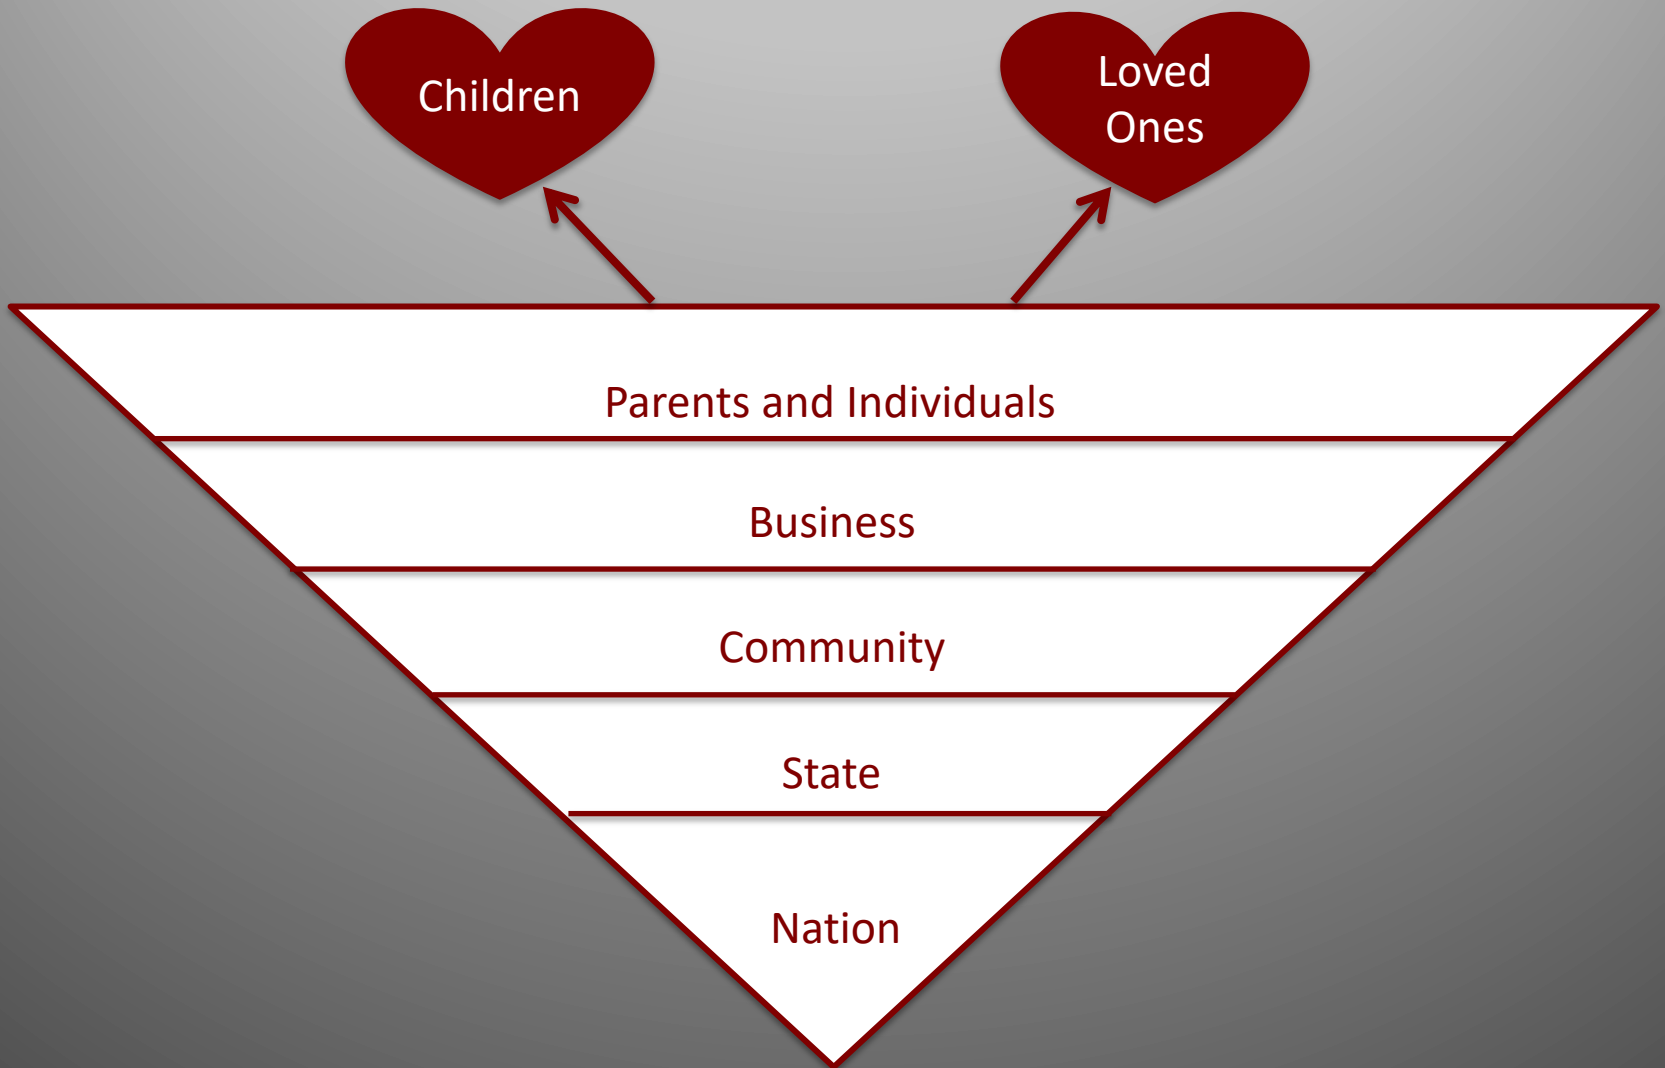 Children
Loved
Ones
Parents and Individuals
Business
Community
State
Nation